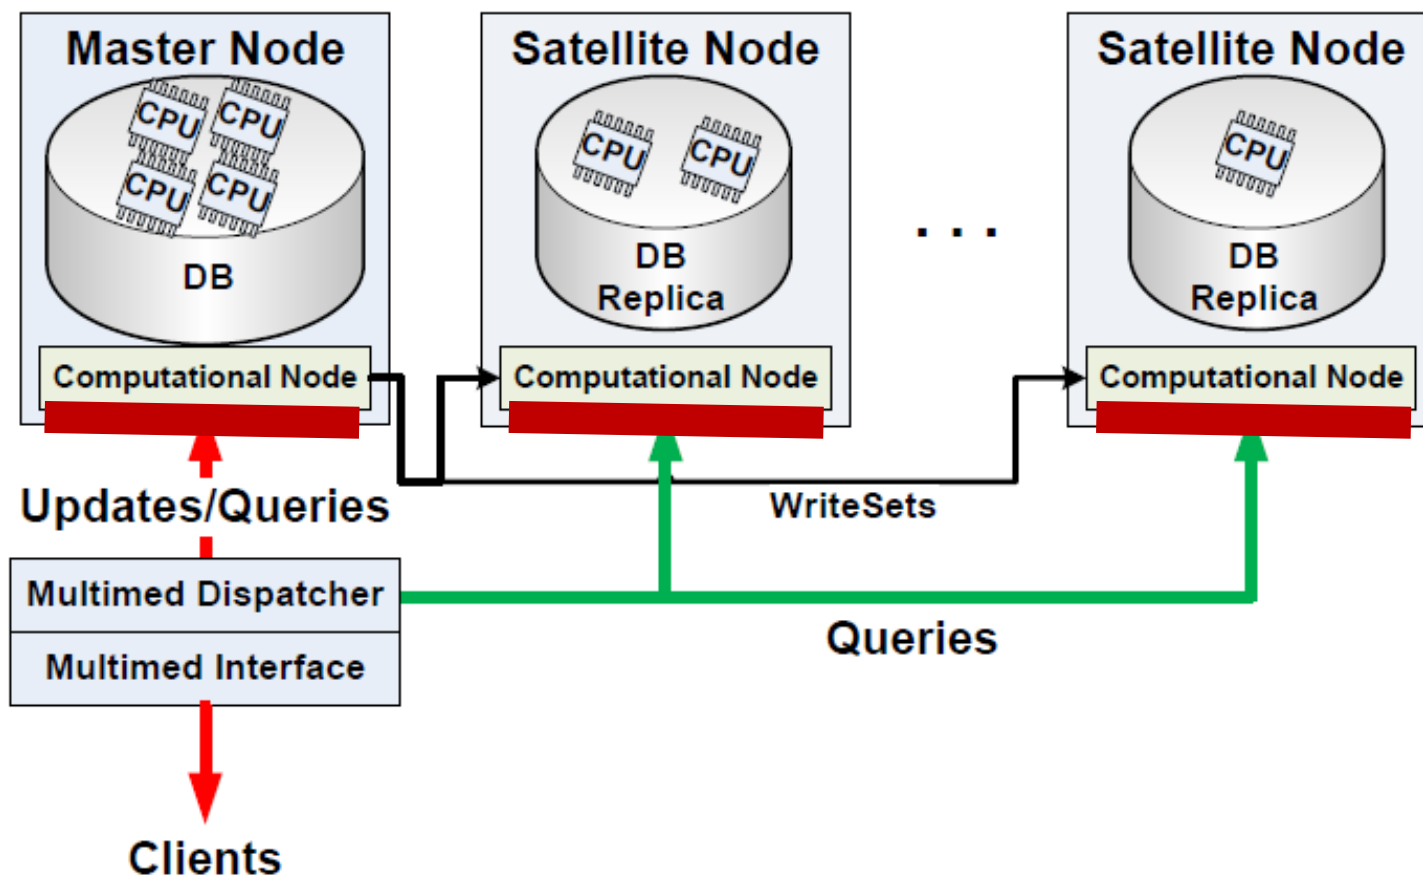 Master Node
CPU CPU
CPU CPU
DB
Computational Node
Satellite Node
CPU CPU
DB
Replica
Computational Node
. . .
Satellite Node
CPU
DB
Replica
Computational Node
Updates/Queries
WriteSets
Multimed Dispatcher
Multimed Interface
Queries
Clients